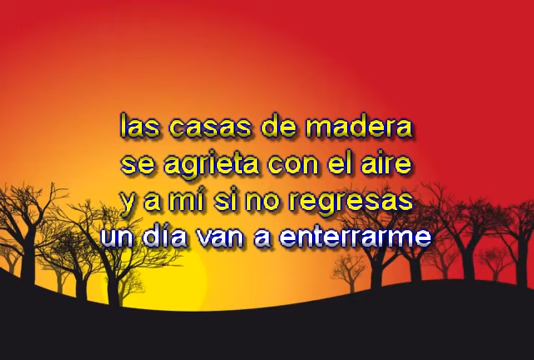 las casas de madera
se agrieta con el aire
y a mí si no regresas
un día van a enterrarme